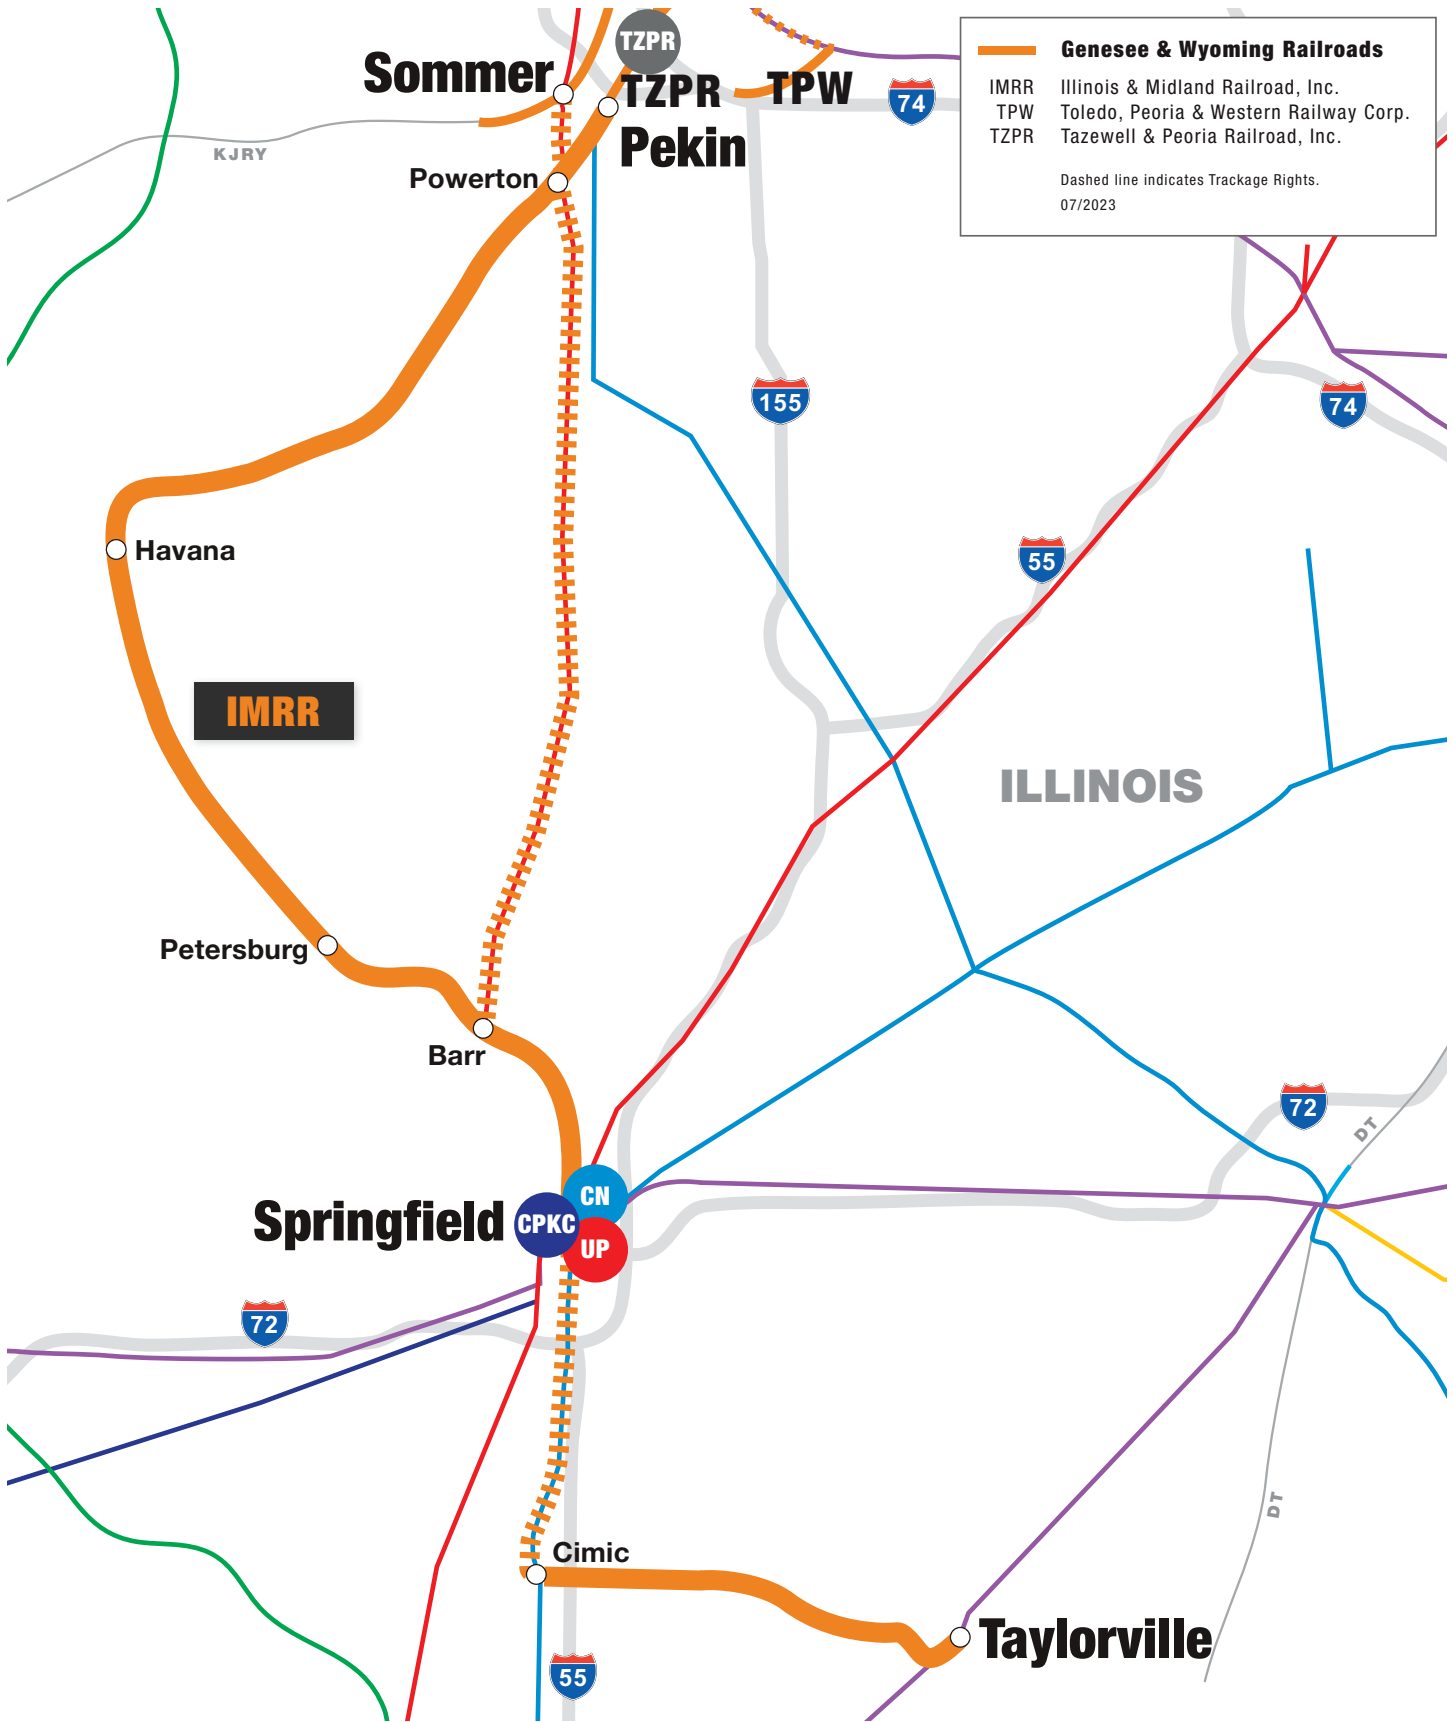 TZPR
Sommer
TZPR
TPW
74
Pekin
KJRY
Powerton
Genesee & Wyoming Railroads
IMRR Illinois & Midland Railroad, Inc.
TPW Toledo, Peoria & Western Railway Corp.
TZPR Tazewell & Peoria Railroad, Inc.
Dashed line indicates Trackage Rights.
07/2023
155
74
Havana
55
IMRR
ILLINOIS
Petersburg
Barr
72
DT
CN
Springfield
CPKC
UP
72
DT
Cimic
Taylorville
55